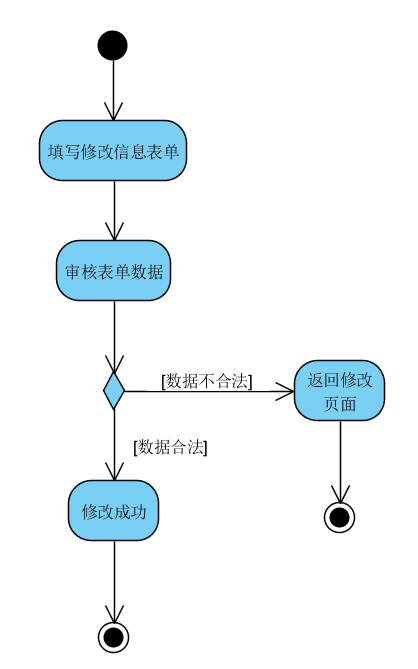 填写修改信息表单
审核表单数据
[数据不合法]
返回修改
页面
[数据合法]
修改成功